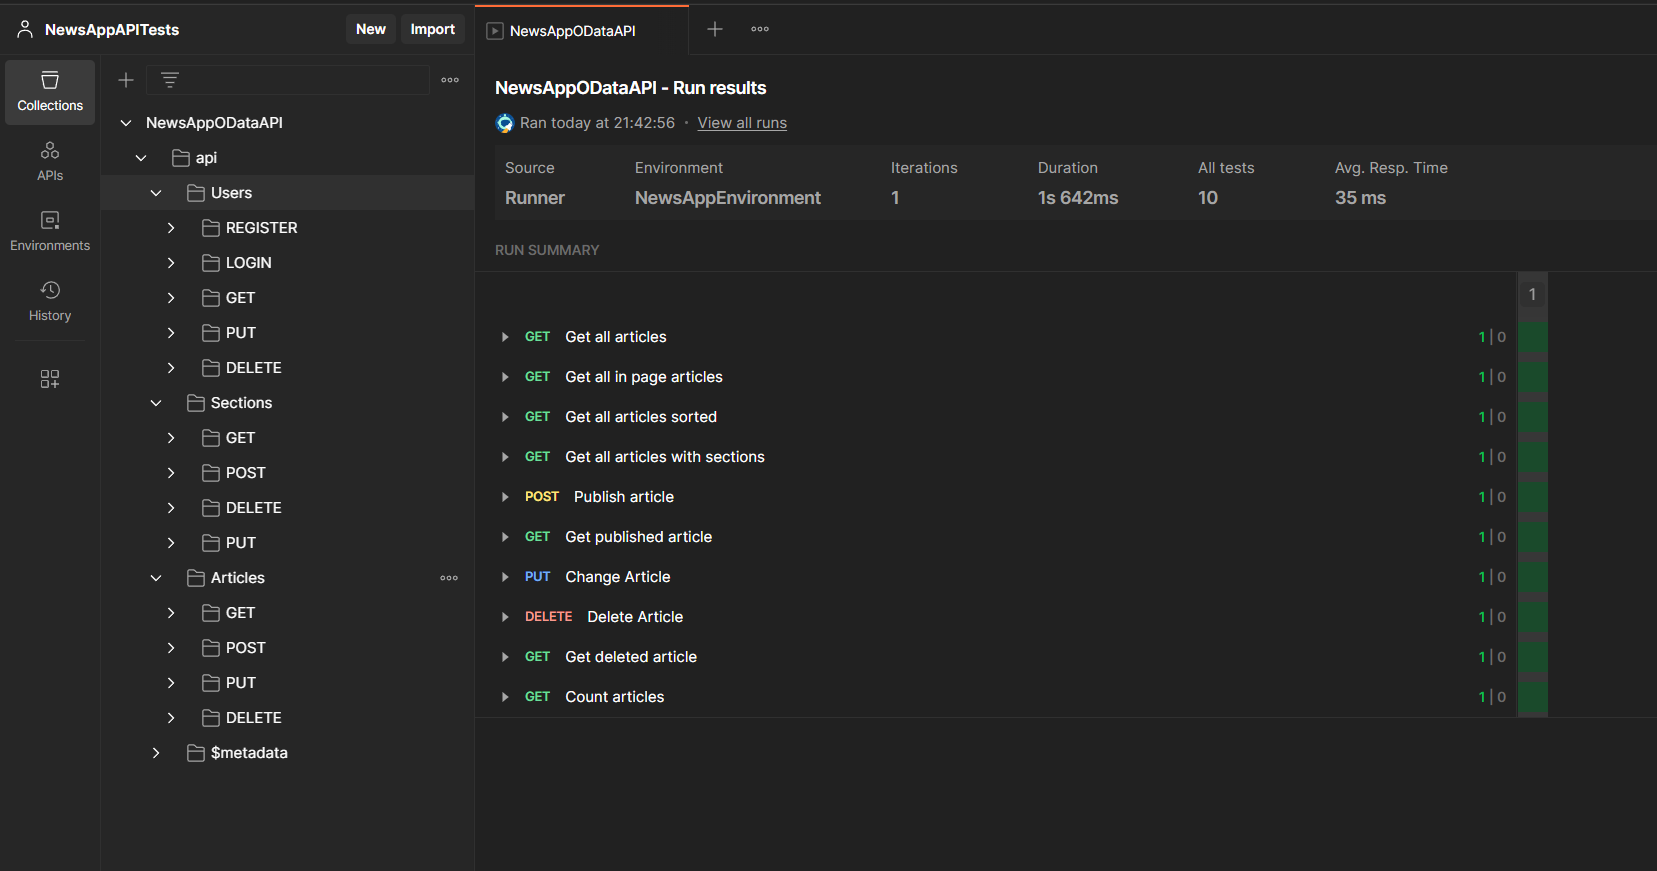 NewsAppAPITests
New
Import
Collections
APIs
Environments
History
NewsAppODataAPI
api
Users
REGISTER
LOGIN
GET
PUT
DELETE
Sections
GET
POST
DELETE
PUT
Articles
GET
POST
PUT
DELETE
$metadata
NewsAppODataAPI
NewsAppODataAPI - Run results
Ran today at 21:42:56 · View all runs
Source Environment Iterations Duration All tests Avg. Resp. Time
Runner NewsAppEnvironment 1 1s 642ms 10 35 ms
RUN SUMMARY
1
GET Get all articles 1 | 0
GET Get all in page articles 1 | 0
GET Get all articles sorted 1 | 0
GET Get all articles with sections 1 | 0
POST Publish article 1 | 0
GET Get published article 1 | 0
PUT Change Article 1 | 0
DELETE Delete Article 1 | 0
GET Get deleted article 1 | 0
GET Count articles 1 | 0